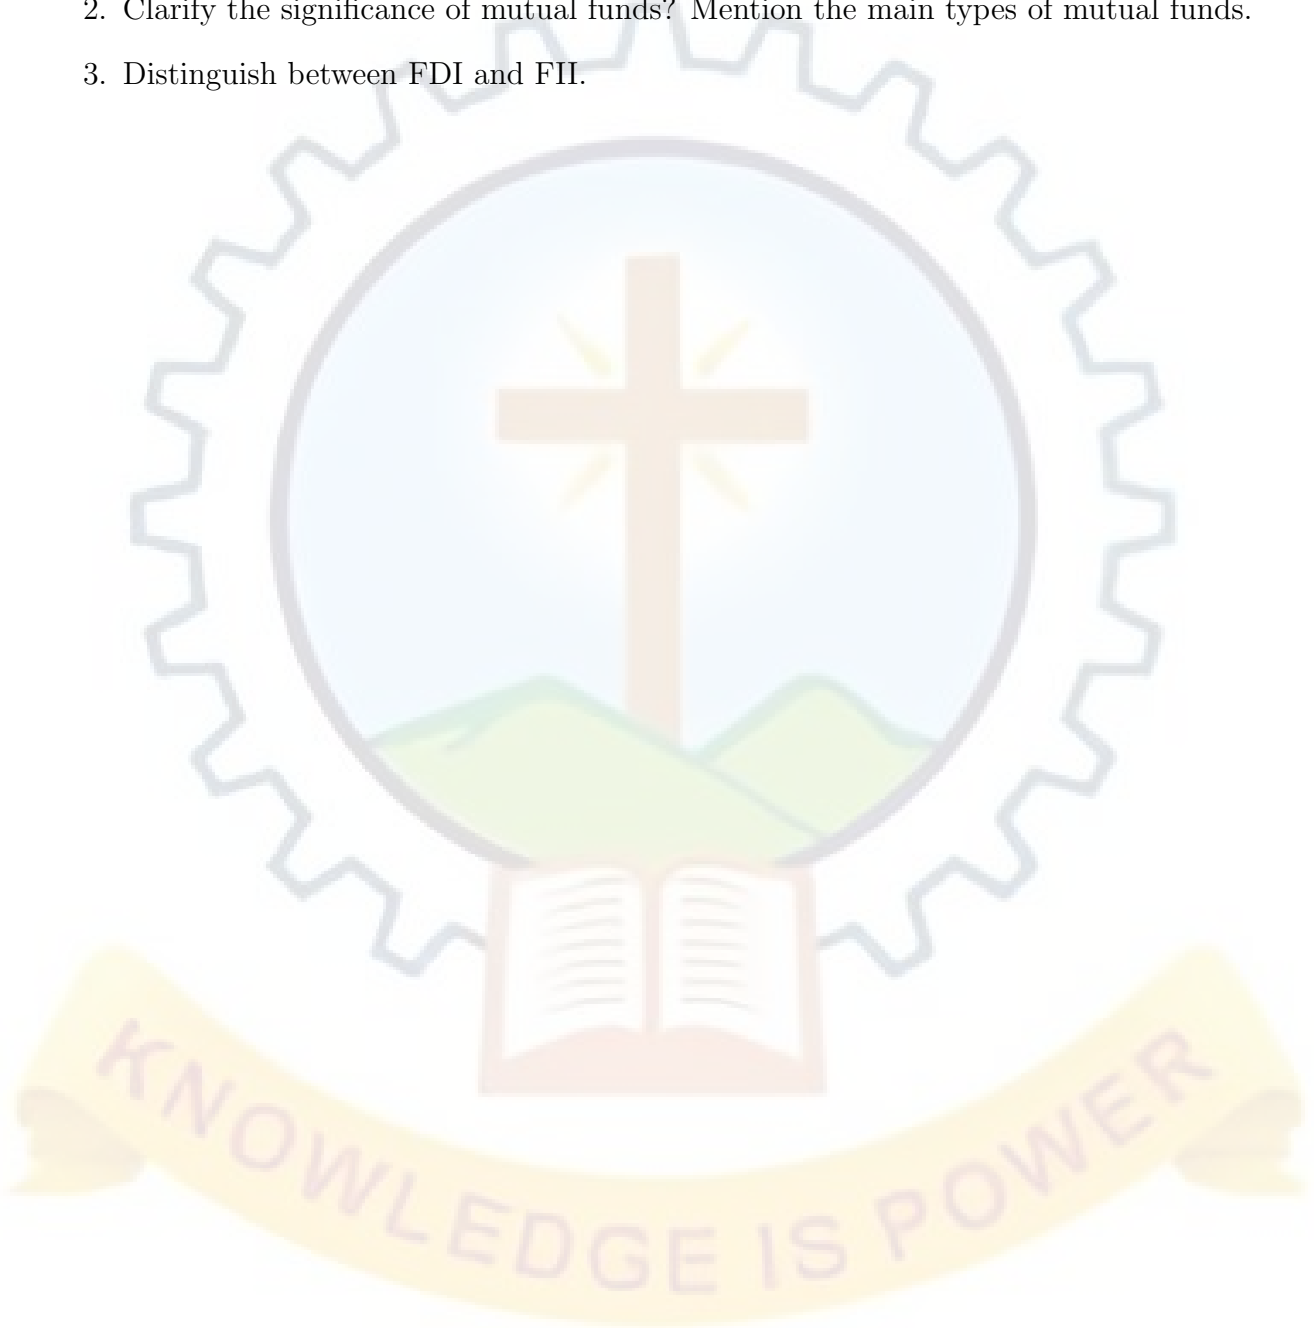 2. Clarify the significance of mutual funds? Mention the main types of mutual funds.
3. Distinguish between FDI and FII.
KNOWLEDGE IS POWER